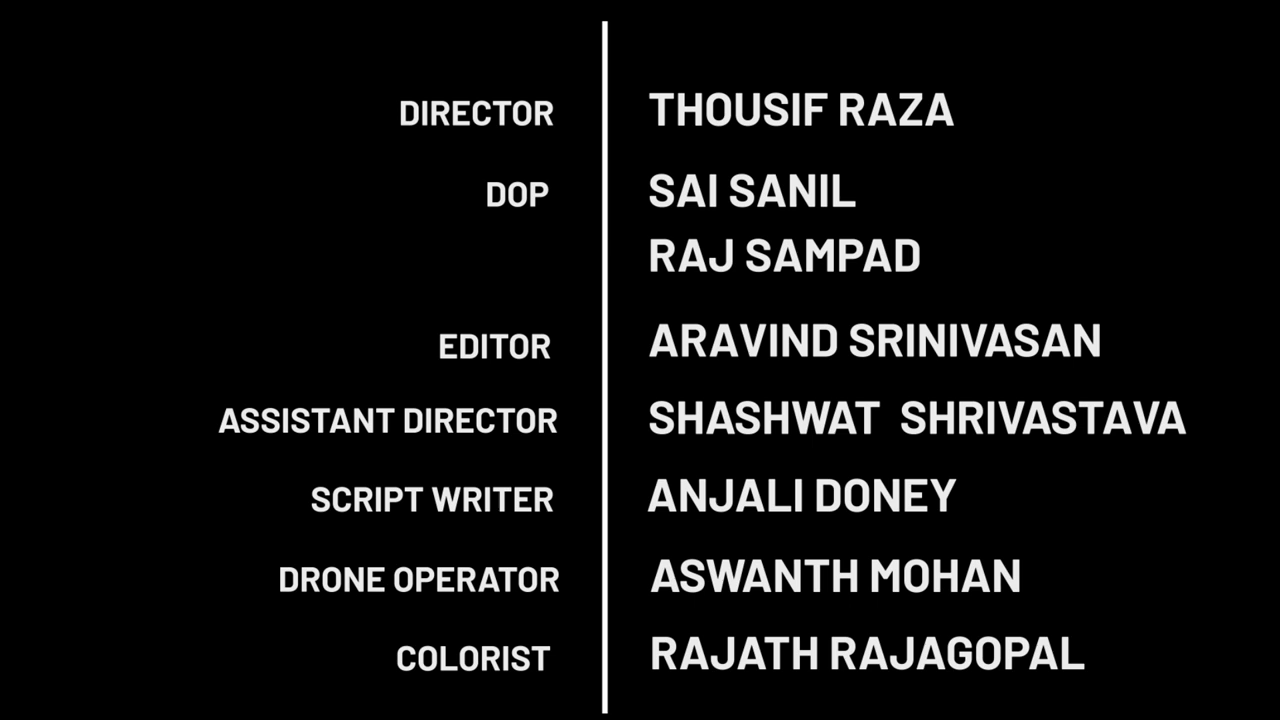 DIRECTOR THOUSIF RAZA
DOP SAI SANIL
RAJ SAMPAD
EDITOR ARAVIND SRINIVASAN
ASSISTANT DIRECTOR SHASHWAT  SHRIVASTAVA
SCRIPT WRITER ANJALI DONEY
DRONE OPERATOR ASWANTH MOHAN
COLORIST RAJATH RAJAGOPAL